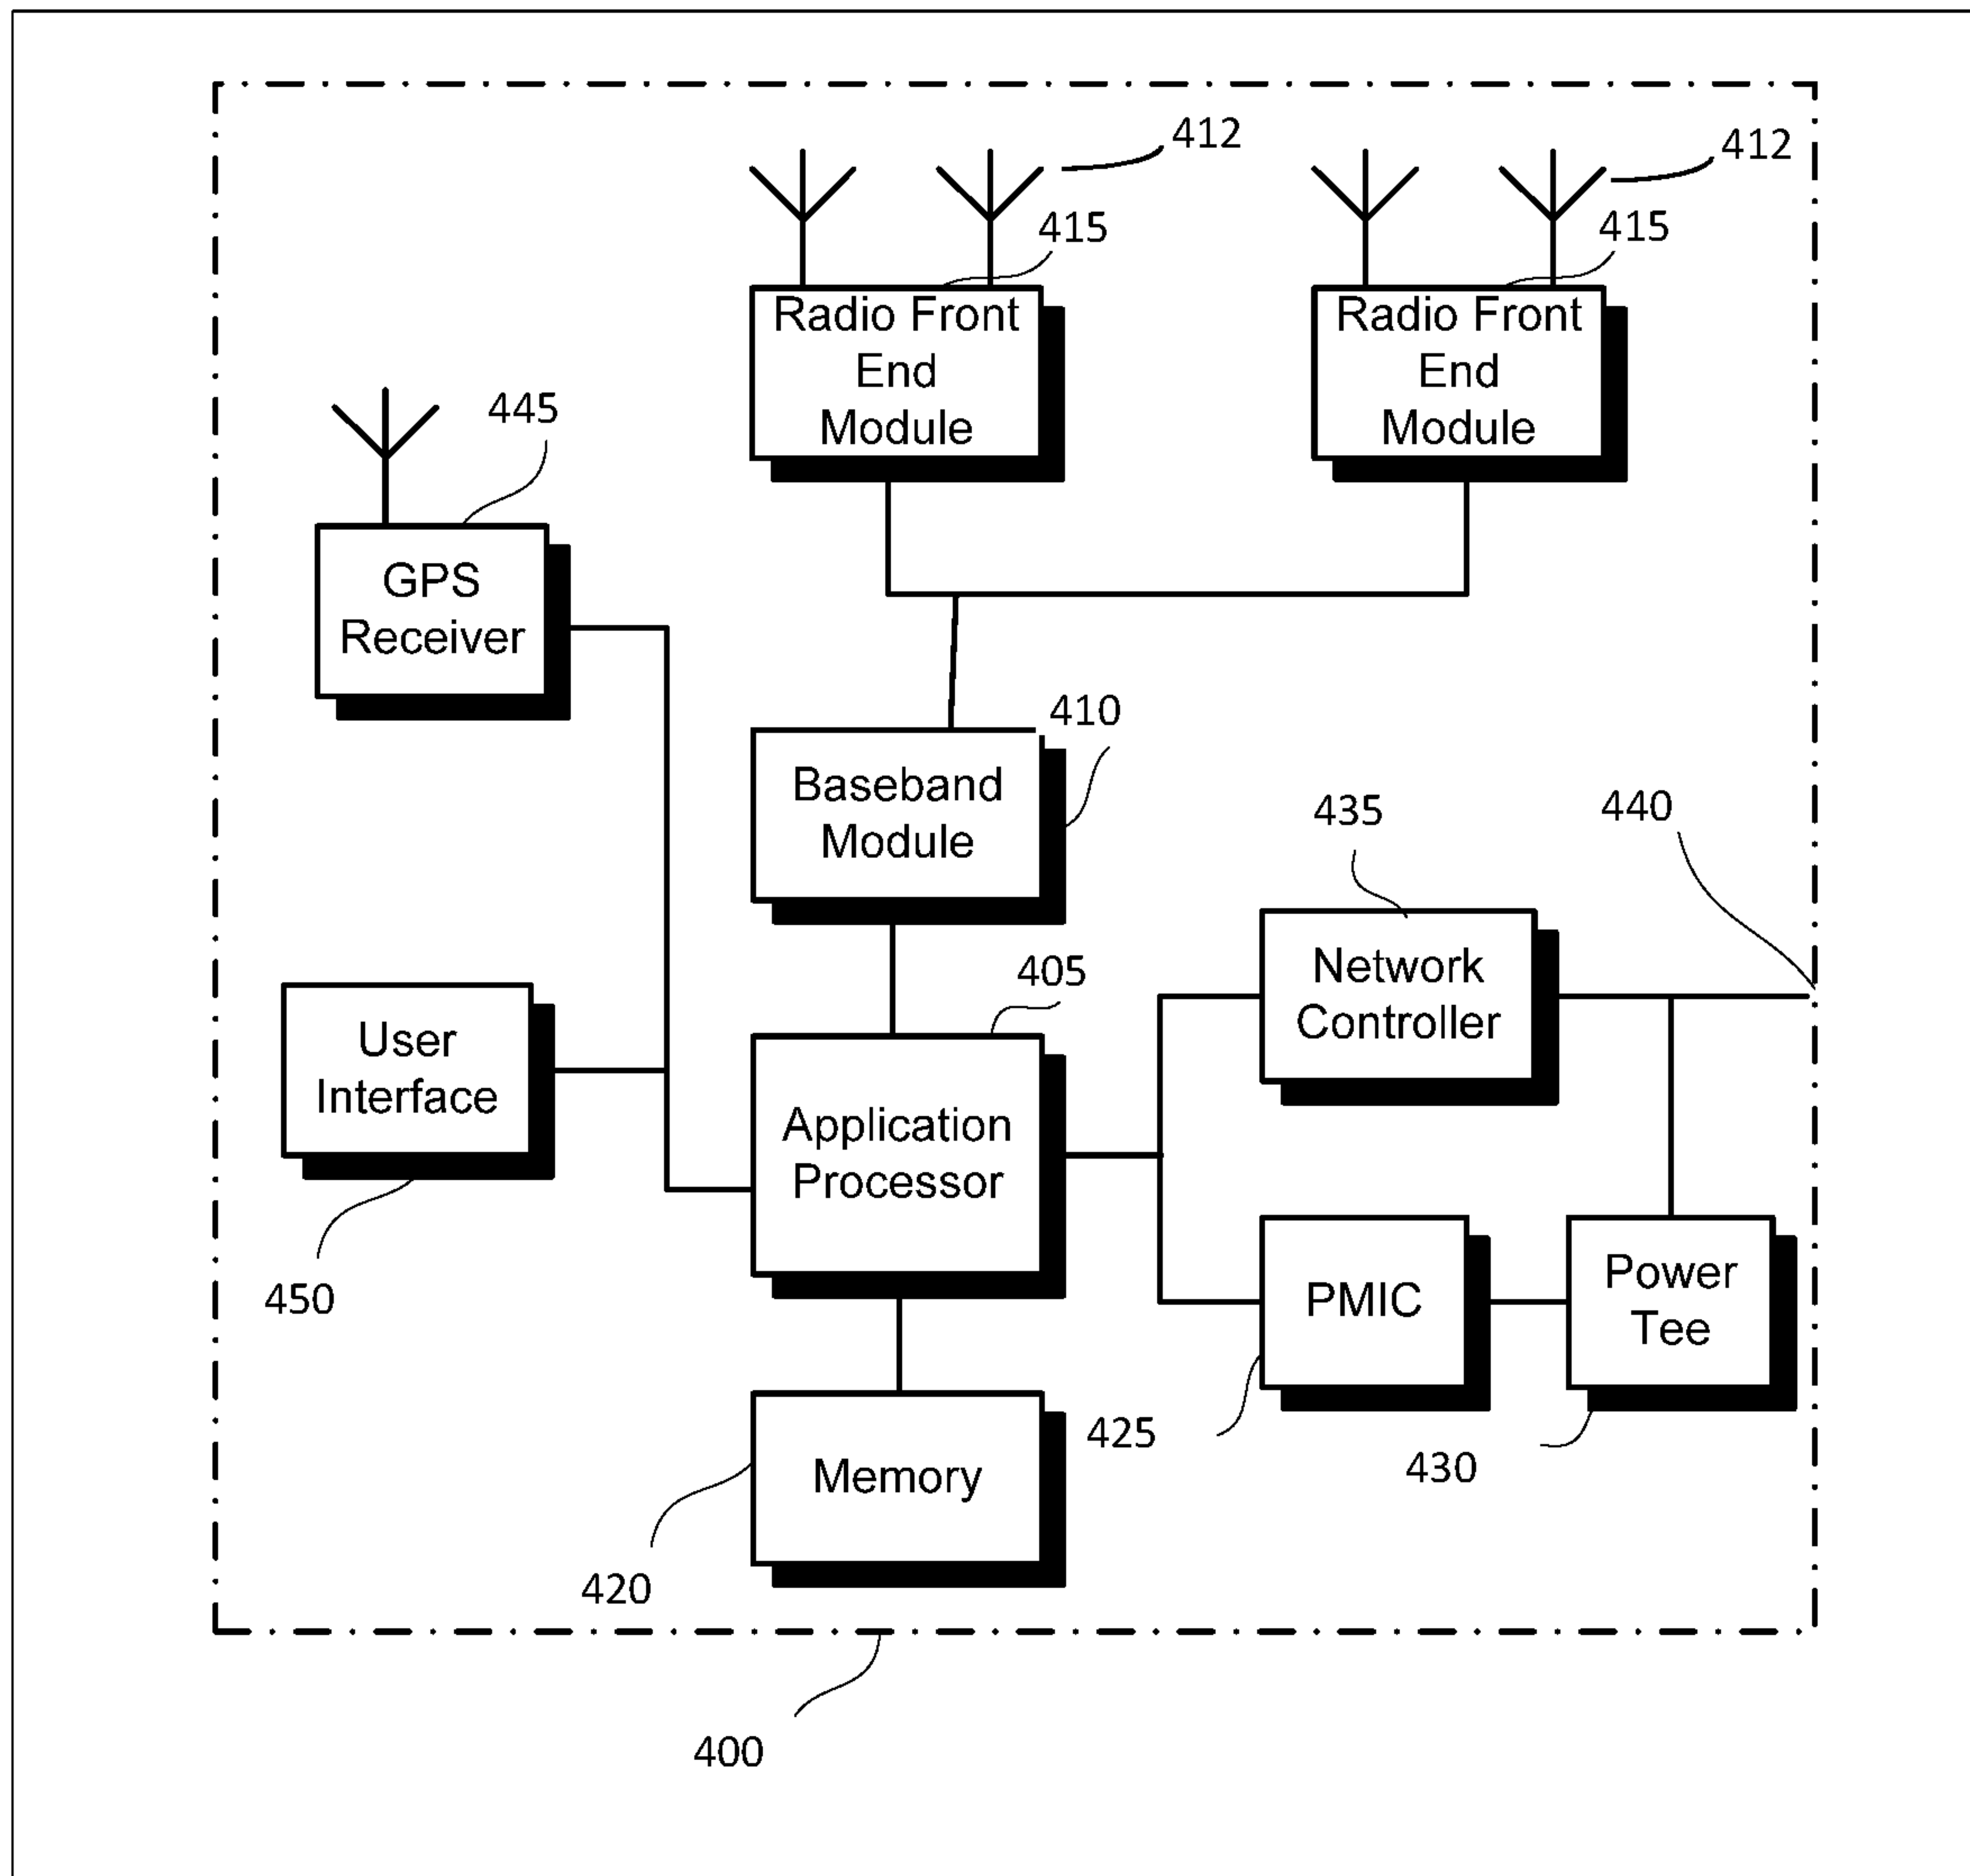 412
412
415
415
Radio Front
End
Module
Radio Front
End
Module
445
GPS
Receiver
410
Baseband
Module
435
440
Network
Controller
405
User
Interface
Application
Processor
450
PMIC
Power
Tee
425
430
Memory
420
400